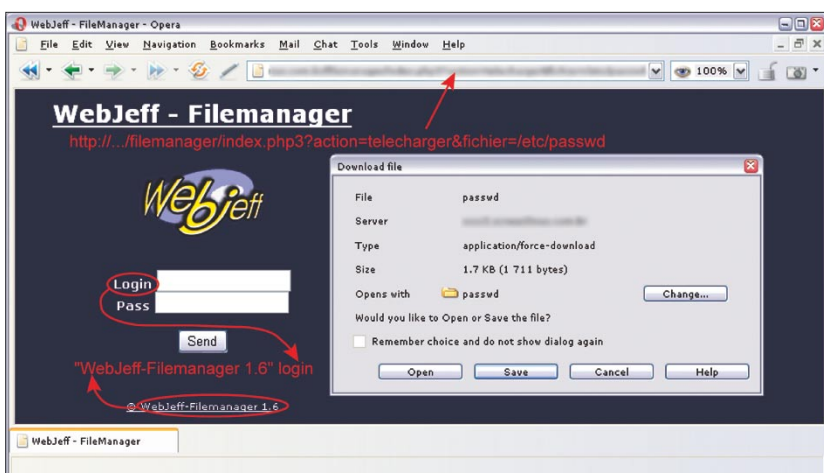 WebJeff - FileManager - Opera
File Edit View Navigation Bookmarks Mail Chat Tools Window Help
100%
WebJeff - Filemanager
http://.../filemanager/index.php3?action=telecharger&fichier=/etc/passwd
Webjeff
Login
Pass
Send
"WebJeff-Filemanager 1.6" login
© WebJeff-Filemanager 1.6
Download file
File passwd
Server
Type application/force-download
Size 1.7 KB (1 711 bytes)
Opens with passwd Change...
Would you like to Open or Save the file?
Remember choice and do not show dialog again
Open Save Cancel Help
WebJeff - FileManager